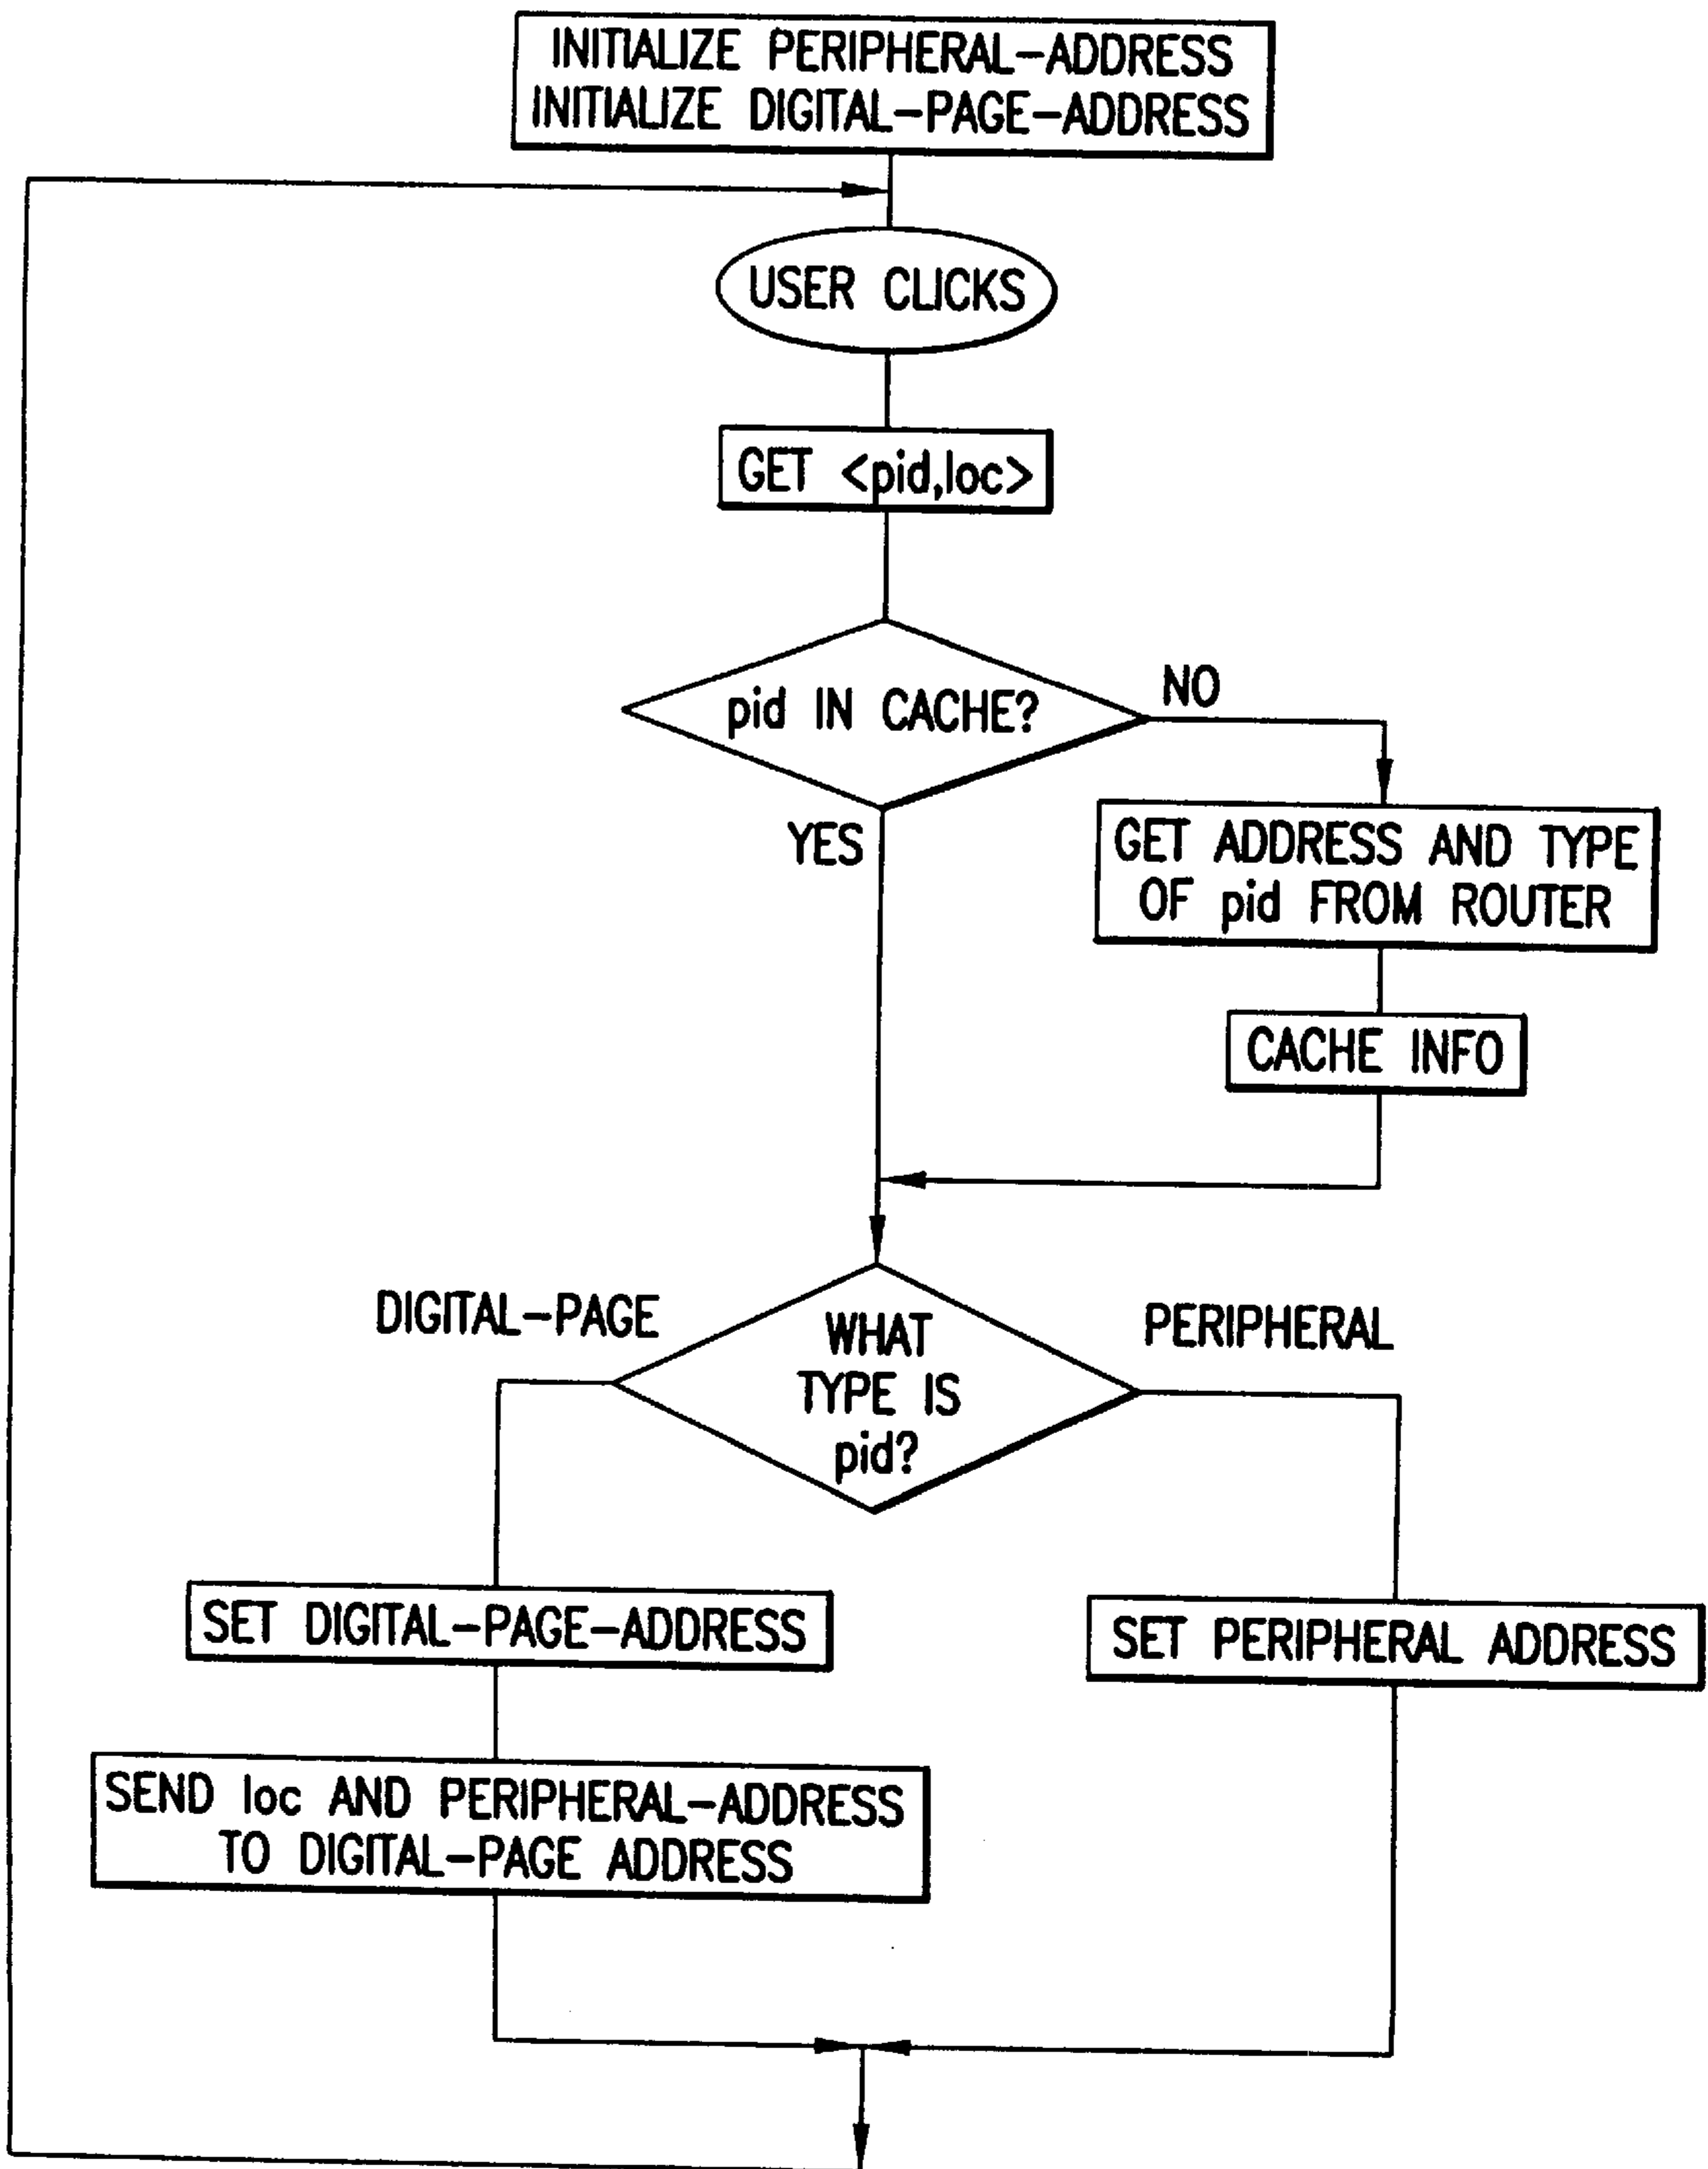 INITIALIZE PERIPHERAL-ADDRESS
INITIALIZE DIGITAL-PAGE-ADDRESS
USER CLICKS
GET <pid,loc>
pid IN CACHE?
NO
YES
GET ADDRESS AND TYPE
OF pid FROM ROUTER
CACHE INFO
DIGITAL-PAGE
WHAT
TYPE IS
pid?
PERIPHERAL
SET DIGITAL-PAGE-ADDRESS
SET PERIPHERAL ADDRESS
SEND loc AND PERIPHERAL-ADDRESS
TO DIGITAL-PAGE ADDRESS